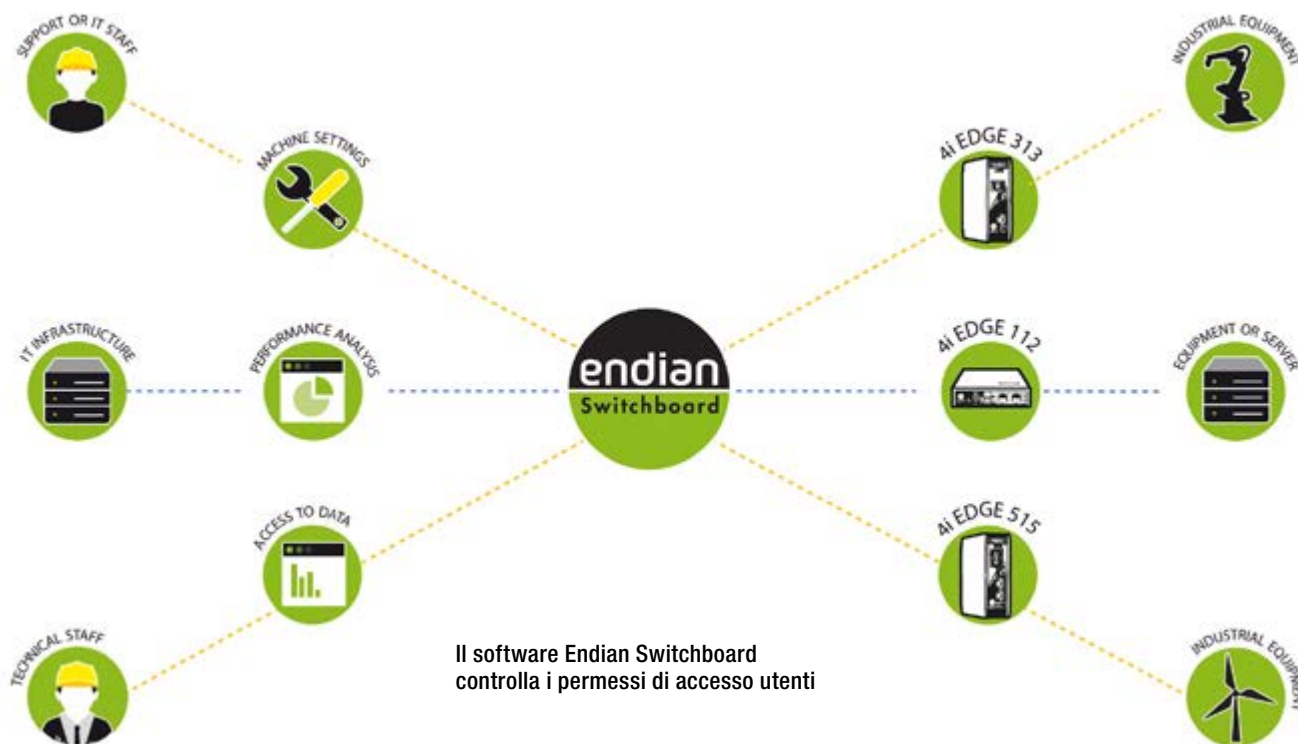 SUPPORT OR IT STAFF
INDUSTRIAL EQUIPMENT
MACHINE SETTINGS
4i EDGE 313
IT INFRASTRUCTURE
PERFORMANCE ANALYSIS
endian
Switchboard
4i EDGE 112
EQUIPMENT OR SERVER
ACCESS TO DATA
4i EDGE 515
TECHNICAL STAFF
Il software Endian Switchboard
controlla i permessi di accesso utenti
INDUSTRIAL EQUIPMENT